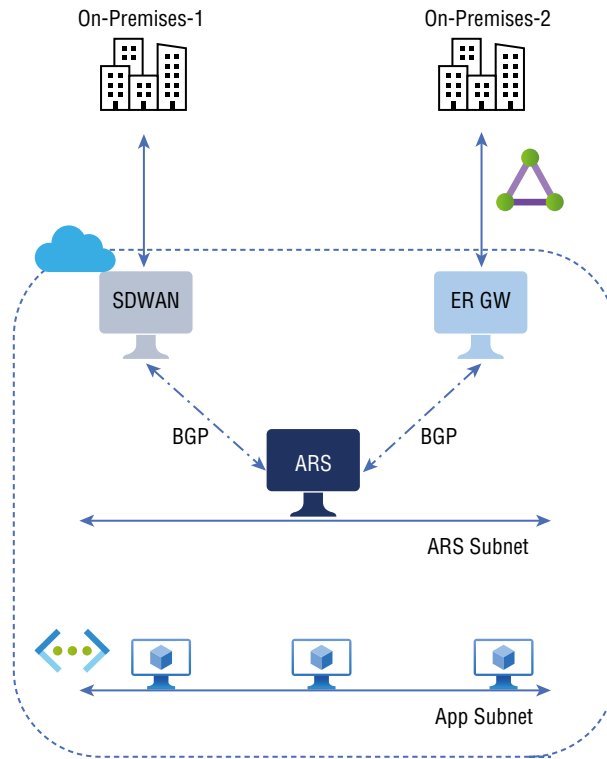 On-Premises-1
On-Premises-2
SDWAN
ER GW
BGP
BGP
ARS
ARS Subnet
App Subnet